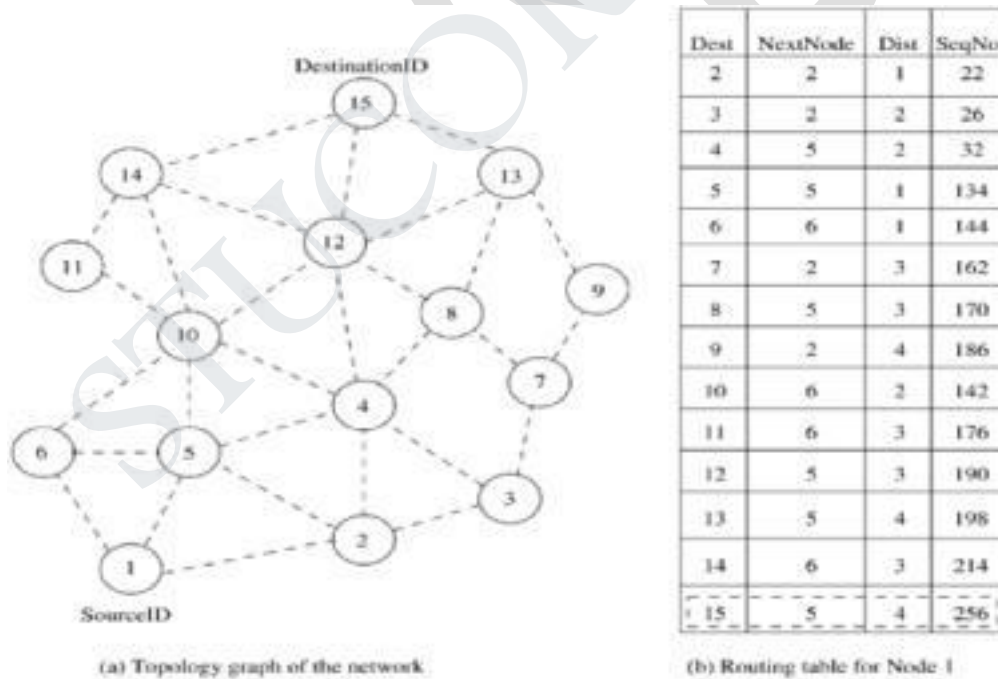 DestinationID
15
14
13
12
11
9
8
10
7
4
6
5
3
2
1
SourceID
(a) Topology graph of the network
Dest NextNode Dist SeqNo
2 2 1 22
3 2 2 26
4 5 2 32
5 5 1 134
6 6 1 144
7 2 3 162
8 5 3 170
9 2 4 186
10 6 2 142
11 6 3 176
12 5 3 190
13 5 4 198
14 6 3 214
15 5 4 256
(b) Routing table for Node 1
STUCON